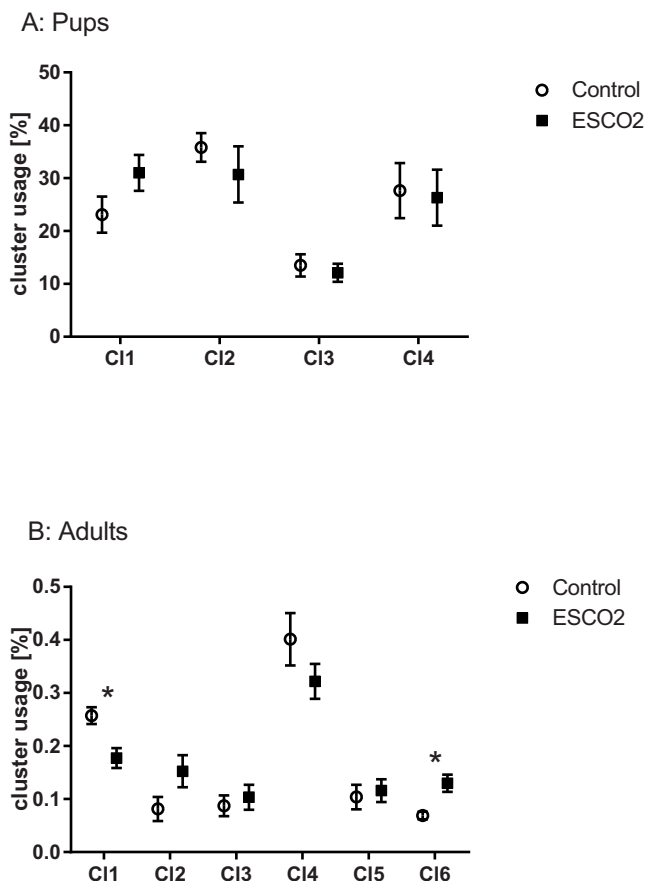 A: Pups
50
40
30
20
10
0
cluster usage [%]
Cl1 Cl2 Cl3 Cl4
Control
ESCO2
B: Adults
0.5
0.4
0.3
0.2
0.1
0.0
cluster usage [%]
*
*
Cl1 Cl2 Cl3 Cl4 Cl5 Cl6
Control
ESCO2